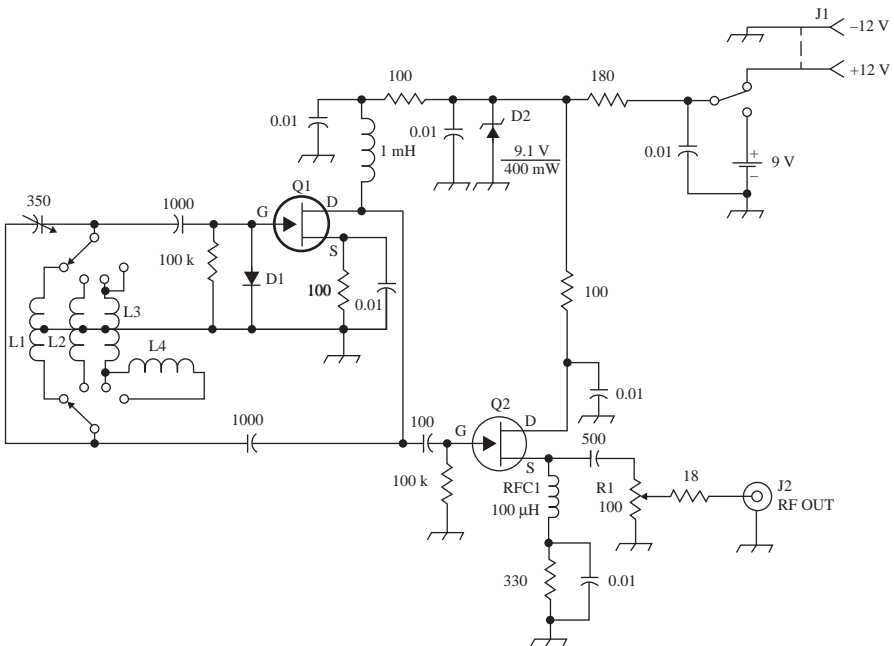 J1
–12 V
+12 V
100
180
0.01
0.01
D2
1 mH
9.1 V
400 mW
0.01
+
–
9 V
Q1
350
1000
G
D
S
100 k
D1
100
0.01
100
L1
L2
L3
L4
0.01
1000
100
Q2
G
D
S
500
100 k
RFC1
100 µH
R1
100
18
J2
RF OUT
330
0.01